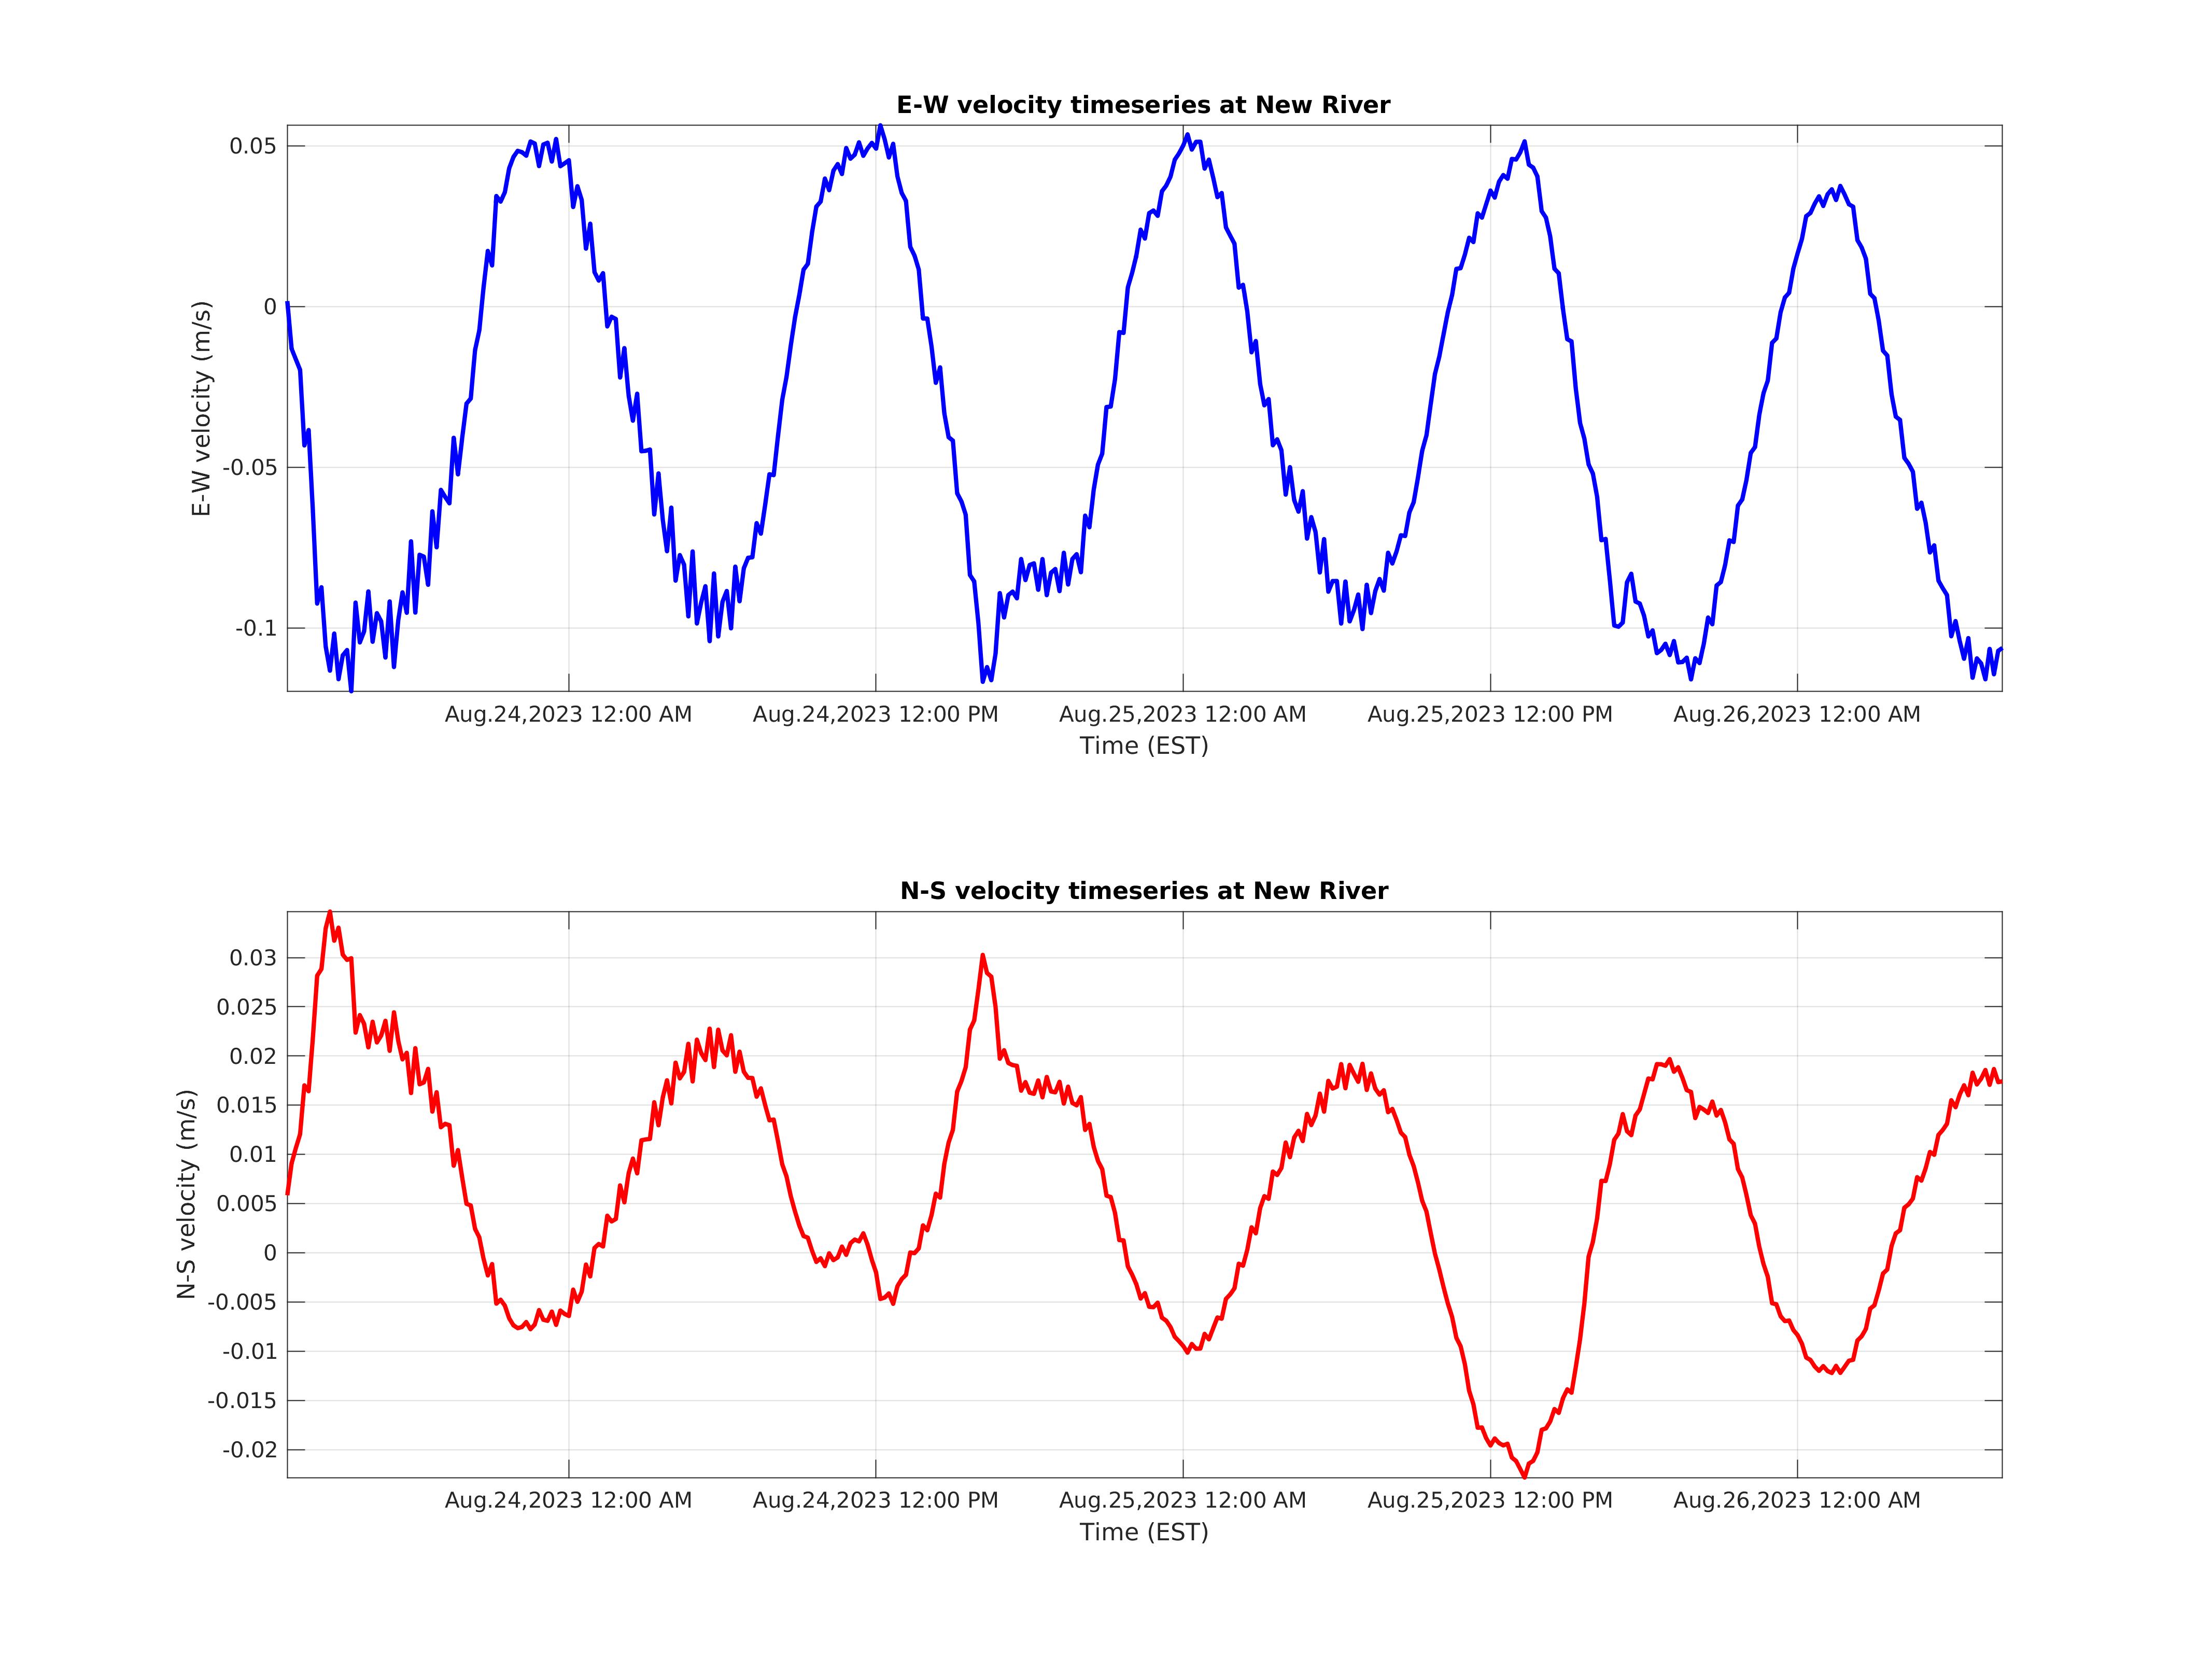 E-W velocity timeseries at New River
0.05
0
-0.05
-0.1
E-W velocity (m/s)
Aug.24,2023 12:00 AM Aug.24,2023 12:00 PM Aug.25,2023 12:00 AM Aug.25,2023 12:00 PM Aug.26,2023 12:00 AM
Time (EST)
N-S velocity timeseries at New River
0.03
0.025
0.02
0.015
0.01
0.005
0
-0.005
-0.01
-0.015
-0.02
N-S velocity (m/s)
Aug.24,2023 12:00 AM Aug.24,2023 12:00 PM Aug.25,2023 12:00 AM Aug.25,2023 12:00 PM Aug.26,2023 12:00 AM
Time (EST)